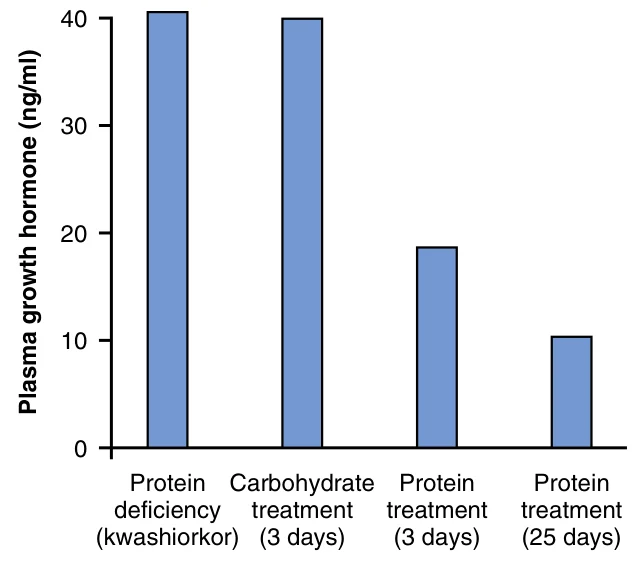 Plasma growth hormone (ng/ml)
40
30
20
10
0
Protein
deficiency
(kwashiorkor)
Carbohydrate
treatment
(3 days)
Protein
treatment
(3 days)
Protein
treatment
(25 days)